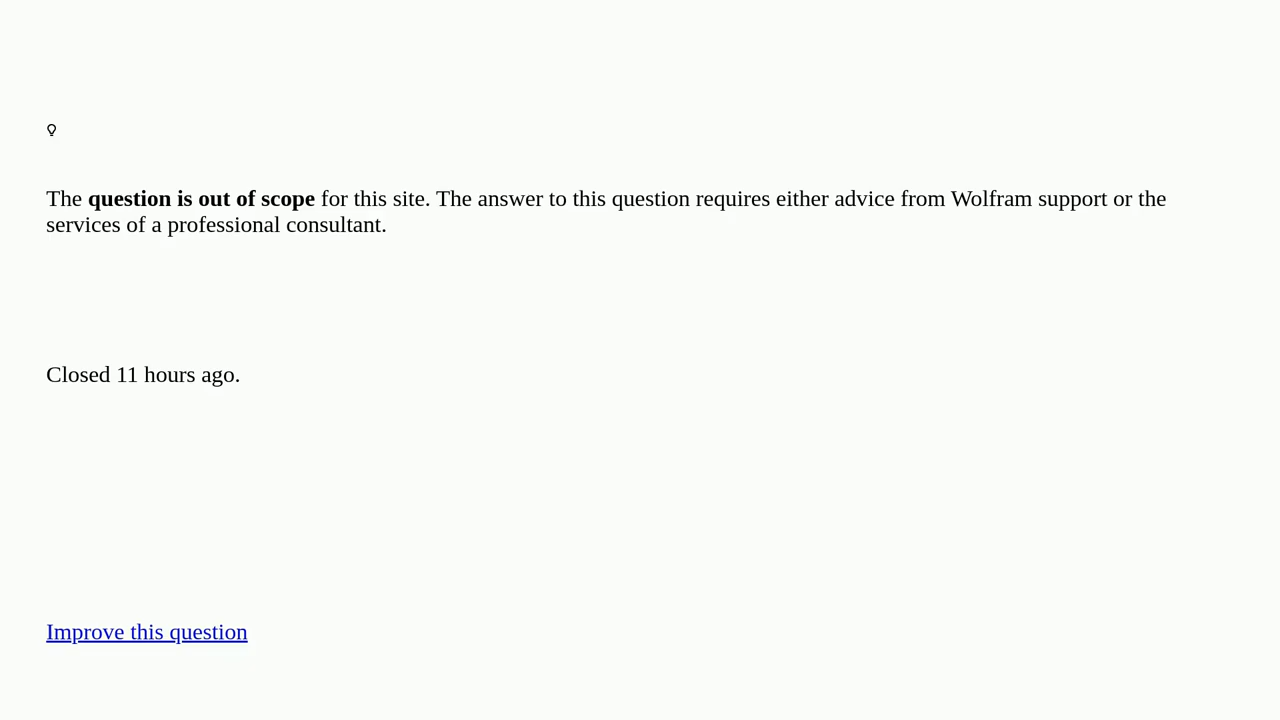 The question is out of scope for this site. The answer to this question requires either advice from Wolfram support or the
services of a professional consultant.
Closed 11 hours ago.
Improve this question